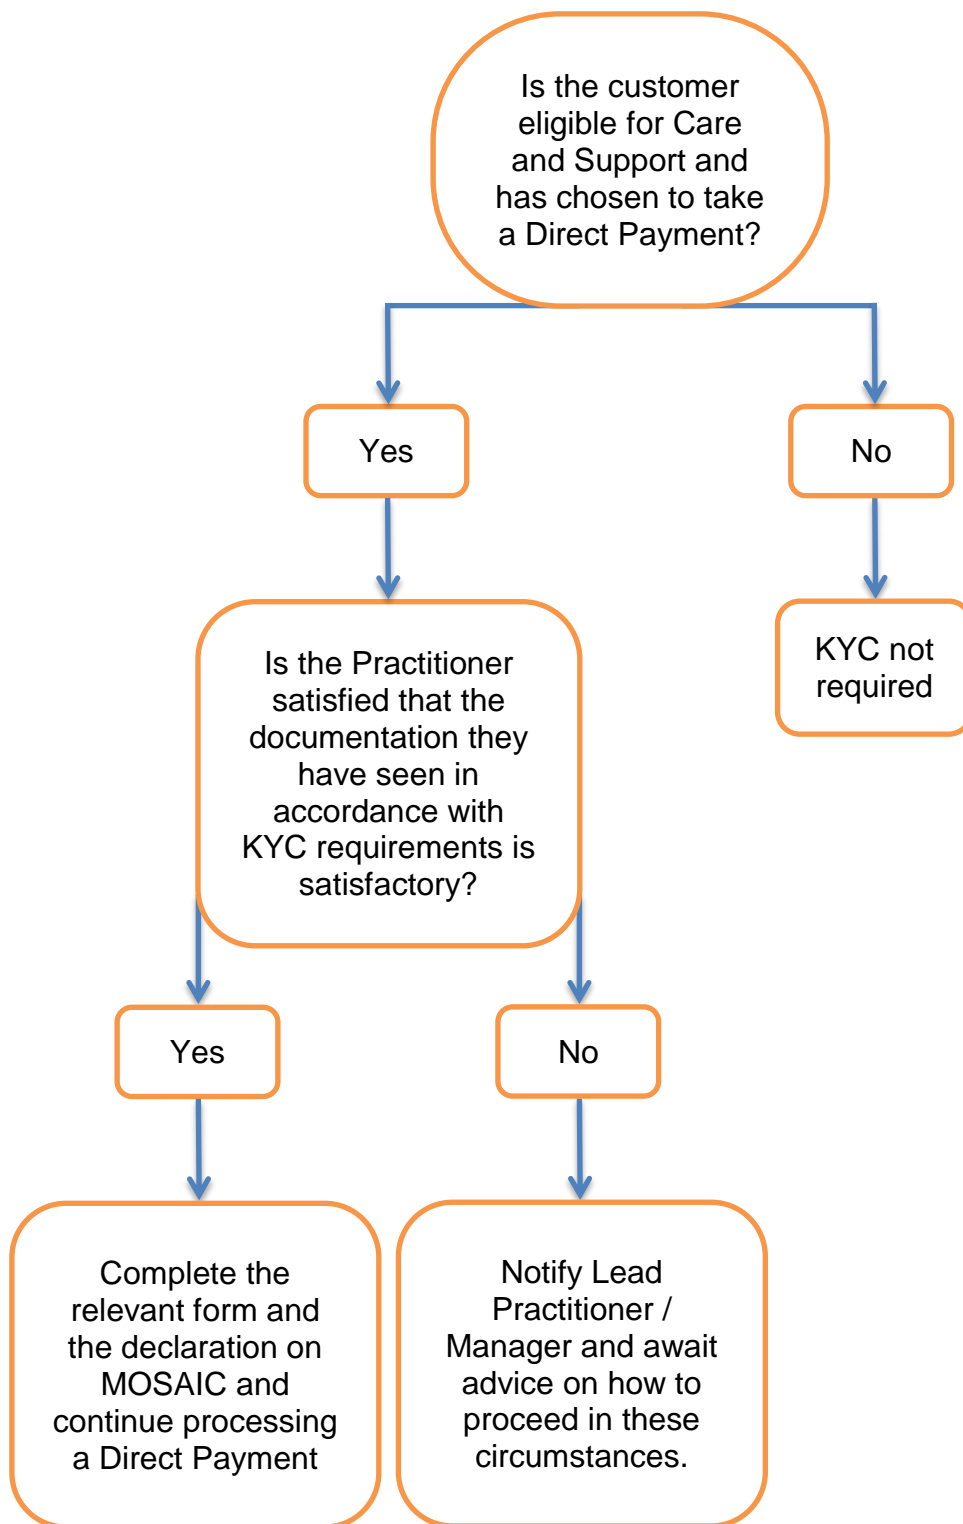 Is the customer
eligible for Care
and Support and
has chosen to take
a Direct Payment?
Yes
No
Is the Practitioner
satisfied that the
documentation they
have seen in
accordance with
KYC requirements is
satisfactory?
KYC not
required
Yes
No
Complete the
relevant form and
the declaration on
MOSAIC and
continue processing
a Direct Payment
Notify Lead
Practitioner /
Manager and await
advice on how to
proceed in these
circumstances.